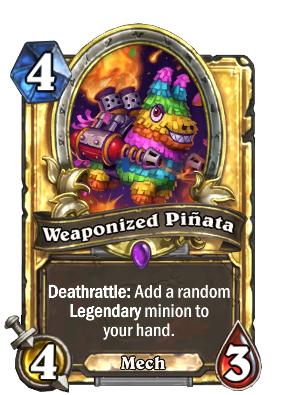 4
Weaponized Piñata
Deathrattle: Add a random
Legendary minion to
your hand.
4
Mech
3